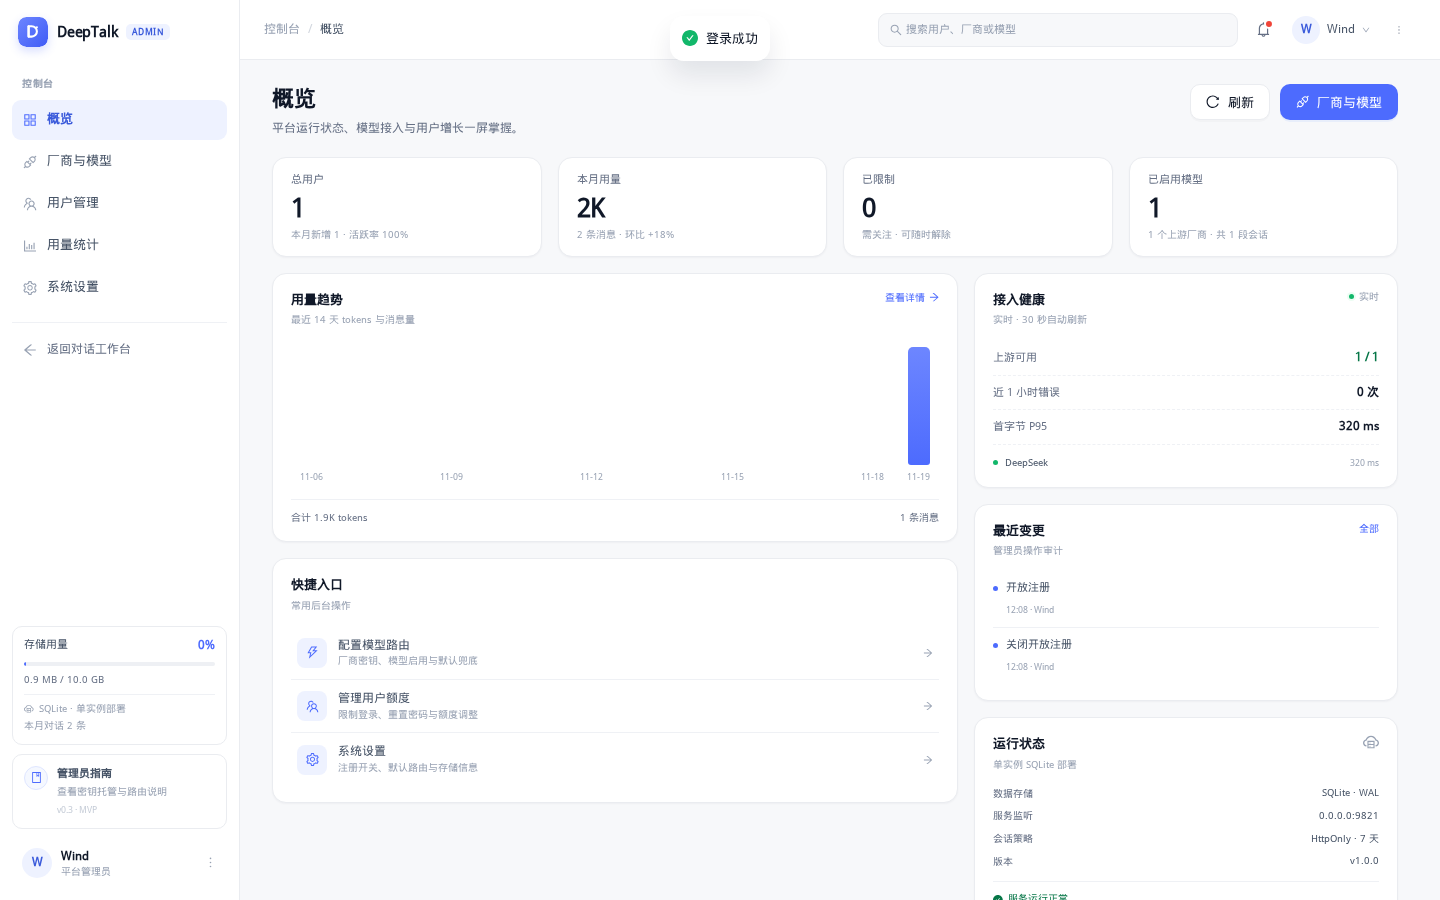 DeepTalk ADMIN
控制台
概览
厂商与模型
用户管理
用量统计
系统设置
返回对话工作台
存储用量 0%
0.9 MB / 10.0 GB
SQLite · 单实例部署
本月对话 2 条
管理员指南
查看密钥托管与路由说明
v0.3 · MVP
W Wind
平台管理员
控制台 / 概览
登录成功
搜索用户、厂商或模型
W Wind
概览
平台运行状态、模型接入与用户增长一屏掌握。
刷新
厂商与模型
总用户
1
本月新增 1 · 活跃率 100%
本月用量
2K
2 条消息 · 环比 +18%
已限制
0
需关注 · 可随时解除
已启用模型
1
1 个上游厂商 · 共 1 段会话
用量趋势
查看详情
最近 14 天 tokens 与消息量
11-06 11-09 11-12 11-15 11-18 11-19
合计 1.9K tokens 1 条消息
快捷入口
常用后台操作
配置模型路由
厂商密钥、模型启用与默认兜底
管理用户额度
限制登录、重置密码与额度调整
系统设置
注册开关、默认路由与存储信息
接入健康
实时
实时 · 30 秒自动刷新
上游可用 1 / 1
近 1 小时错误 0 次
首字节 P95 320 ms
DeepSeek 320 ms
最近变更
全部
管理员操作审计
开放注册
12:08 · Wind
关闭开放注册
12:08 · Wind
运行状态
单实例 SQLite 部署
数据存储 SQLite · WAL
服务监听 0.0.0.0:9821
会话策略 HttpOnly · 7 天
版本 v1.0.0
服务运行正常